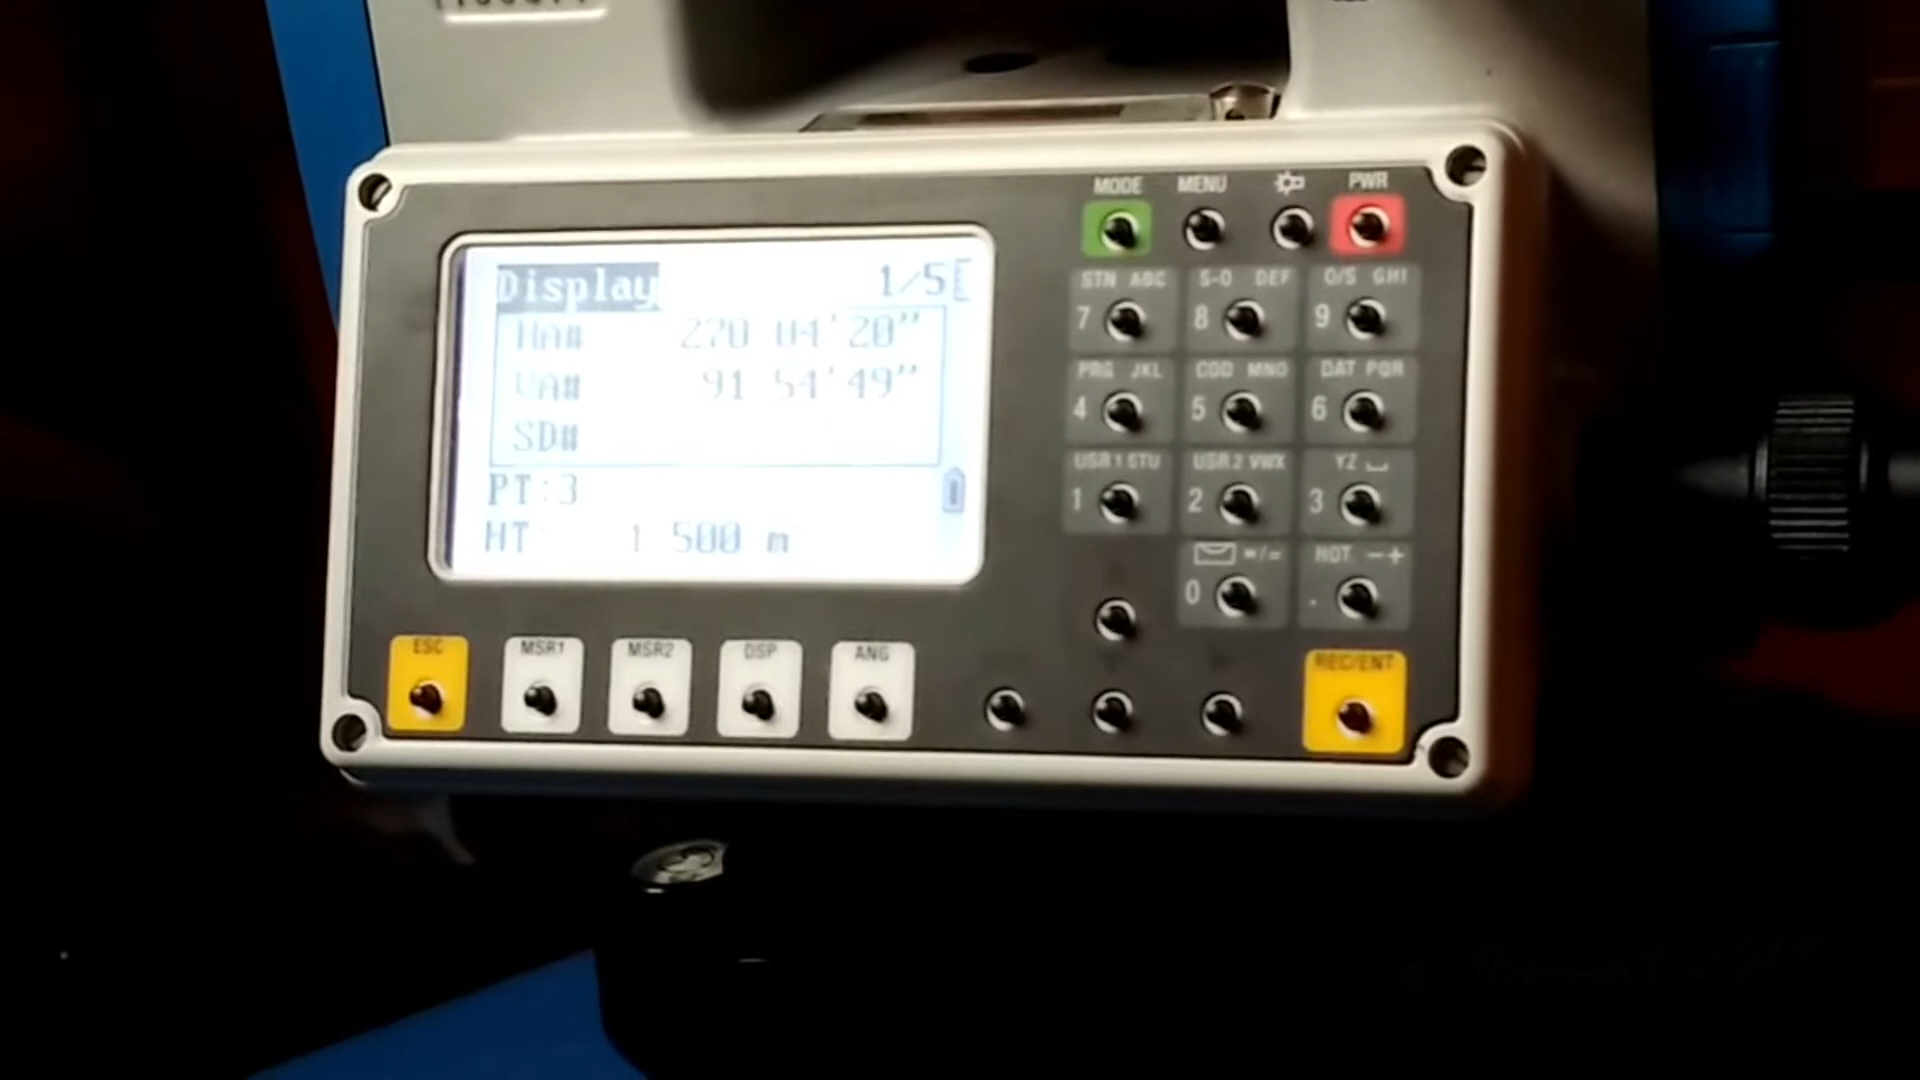 MODE MENU PWR
Display 1/5
HA# 270 04'20"
VA# 91 54'49"
SD#
PT:3
HT: 1 500 m
STN ABC S-O DEF O/S GHI
7 8 9
PRG JKL COD MNO DAT PQR
4 5 6
USR1 STU USR2 VWX YZ
1 2 3
*/= HOT. -+
0 .
ESC MSR1 MSR2 DSP ANG REC/ENT